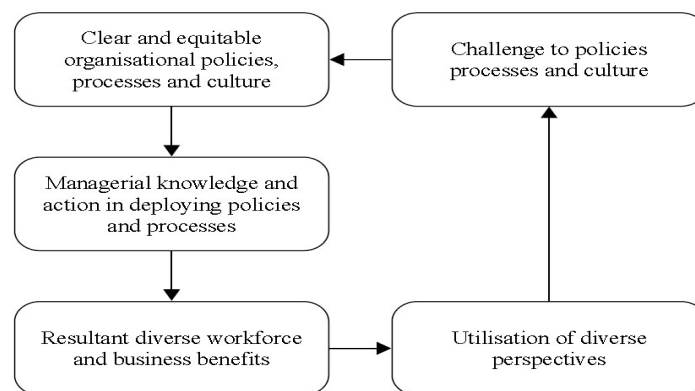 Clear and equitable
organisational policies,
processes and culture
Challenge to policies
processes and culture
Managerial knowledge and
action in deploying policies
and processes
Resultant diverse workforce
and business benefits
Utilisation of diverse
perspectives